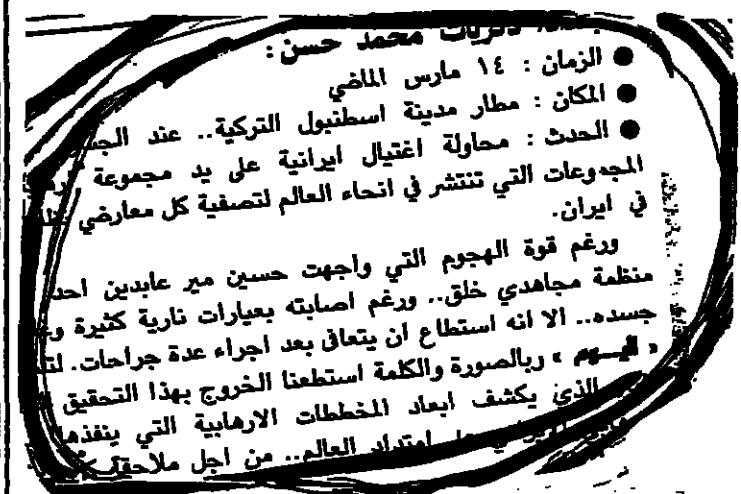 ذكريات محمد حسن :
● الزمان : ١٤ مارس الماضي
● المكان : مطار مدينة اسطنبول التركية.. عند
● الحدث : محاولة اغتيال ايرانية على يد مجموعة
المجموعات التي تنتشر في انحاء العالم لتصفية كل معارضي
في ايران.
ورغم قوة الهجوم التي واجهت حسين مير عابدين احد
منظمة مجاهدي خلق.. ورغم اصابته بعيارات نارية كثيرة
جسده.. الا انه استطاع ان يتعافى بعد اجراء عدة جراحات.
« اليــوم » وبالصورة والكلمة استطعنا الخروج بهذا التحقيق
الذي يكشف ابعاد المخططات الارهابية التي ينفذها
امتداد العالم.. من اجل ملاحقة